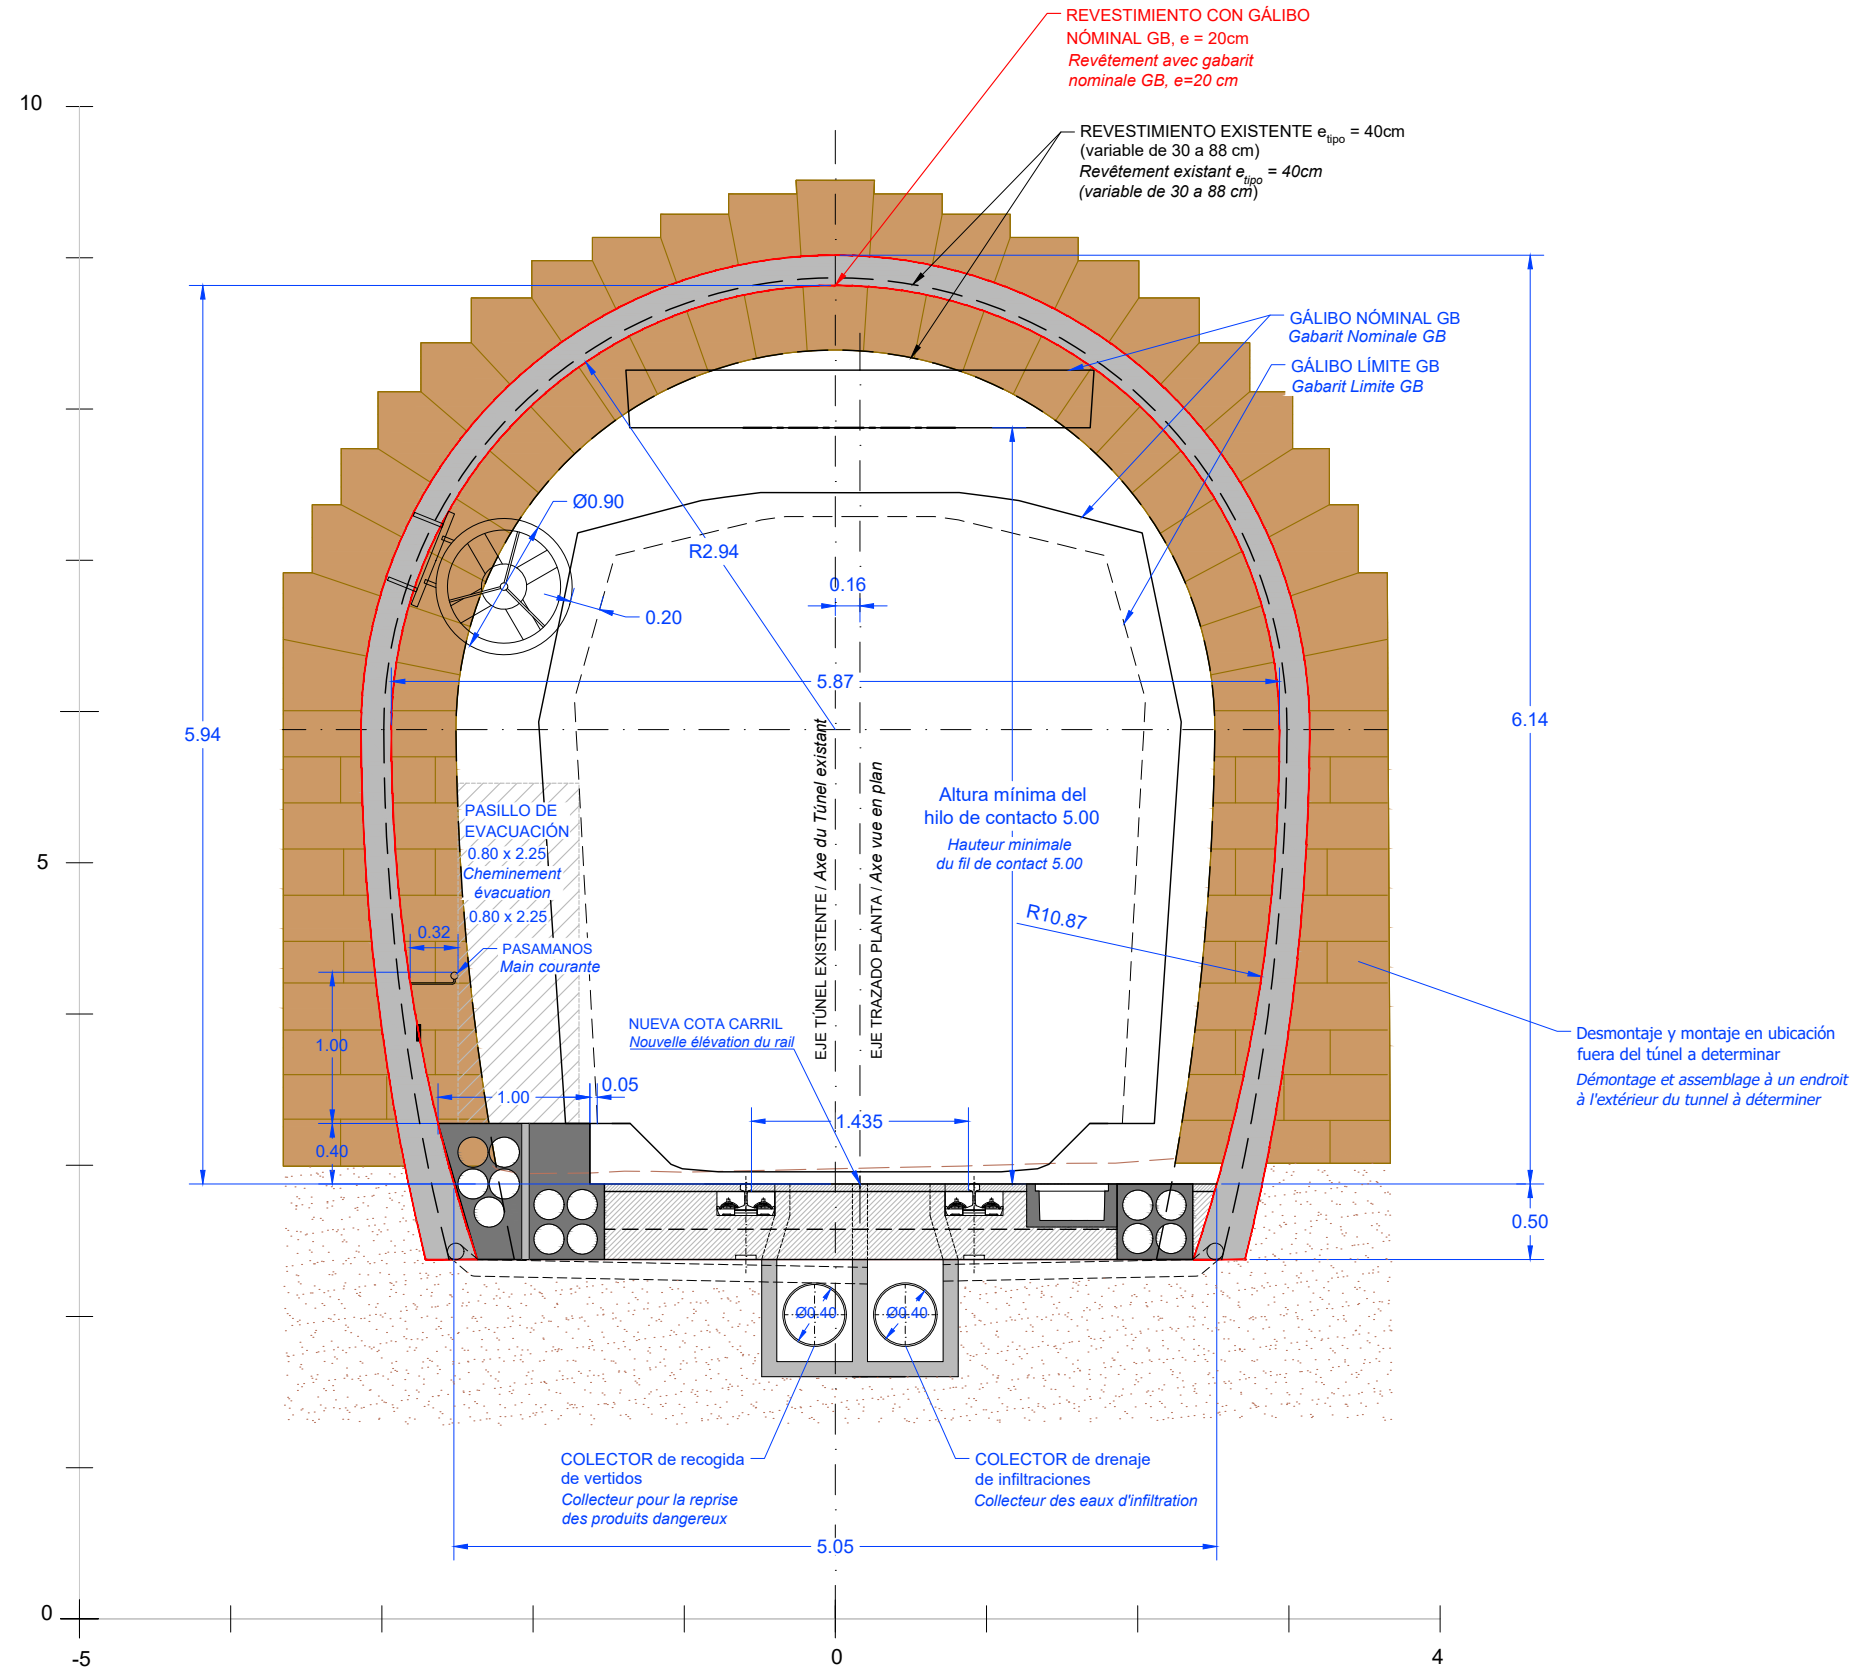 REVESTIMIENTO CON GÁLIBO
NÓMINAL GB, e = 20cm
Revêtement avec gabarit
nominale GB, e=20 cm
10
REVESTIMIENTO EXISTENTE etipo = 40cm
(variable de 30 a 88 cm)
Revêtement existant etipo = 40cm
(variable de 30 a 88 cm)
GÁLIBO NÓMINAL GB
Gabarit Nominale GB
GÁLIBO LÍMITE GB
Gabarit Limite GB
Ø0.90
R2.94
0.16
0.20
5.87
5.94
6.14
EJE TÚNEL EXISTENTE / Axe du Túnel existant
EJE TRAZADO PLANTA / Axe vue en plan
PASILLO DE
EVACUACIÓN
0.80 x 2.25
Cheminement
évacuation
0.80 x 2.25
Altura mínima del
hilo de contacto 5.00
Hauteur minimale
du fil de contact 5.00
5
R10.87
0.32
PASAMANOS
Main courante
NUEVA COTA CARRIL
Nouvelle élévation du rail
1.00
Desmontaje y montaje en ubicación
fuera del túnel a determinar
Démontage et assemblage à un endroit
à l'extérieur du tunnel à déterminer
1.00
0.05
1.435
0.40
0.50
Ø0.40
Ø0.40
COLECTOR de recogida
de vertidos
Collecteur pour la reprise
des produits dangereux
COLECTOR de drenaje
de infiltraciones
Collecteur des eaux d'infiltration
5.05
0
-5
0
4